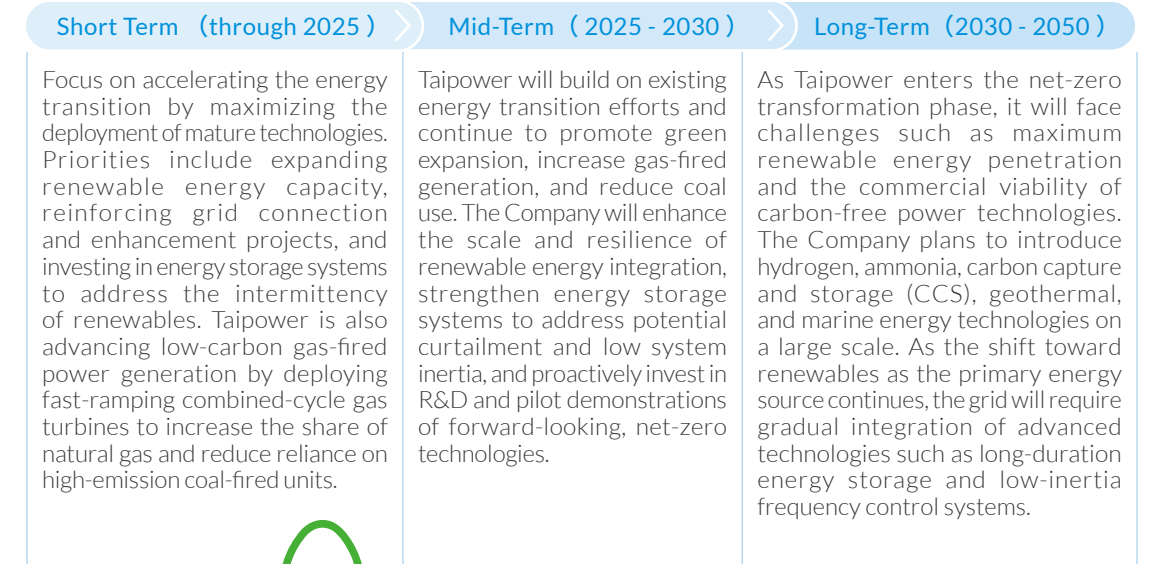 Short Term （through 2025 ）
Focus on accelerating the energy
transition by maximizing the
deployment of mature technologies.
Priorities include expanding
renewable energy capacity,
reinforcing grid connection
and enhancement projects, and
investing in energy storage systems
to address the intermittency
of renewables. Taipower is also
advancing low-carbon gas-fired
power generation by deploying
fast-ramping combined-cycle gas
turbines to increase the share of
natural gas and reduce reliance on
high-emission coal-fired units.
Mid-Term （ 2025 - 2030 ）
Taipower will build on existing
energy transition efforts and
continue to promote green
expansion, increase gas-fired
generation, and reduce coal
use. The Company will enhance
the scale and resilience of
renewable energy integration,
strengthen energy storage
systems to address potential
curtailment and low system
inertia, and proactively invest in
R&D and pilot demonstrations
of forward-looking, net-zero
technologies.
Long-Term （2030 - 2050 ）
As Taipower enters the net-zero
transformation phase, it will face
challenges such as maximum
renewable energy penetration
and the commercial viability of
carbon-free power technologies.
The Company plans to introduce
hydrogen, ammonia, carbon capture
and storage (CCS), geothermal,
and marine energy technologies on
a large scale. As the shift toward
renewables as the primary energy
source continues, the grid will require
gradual integration of advanced
technologies such as long-duration
energy storage and low-inertia
frequency control systems.